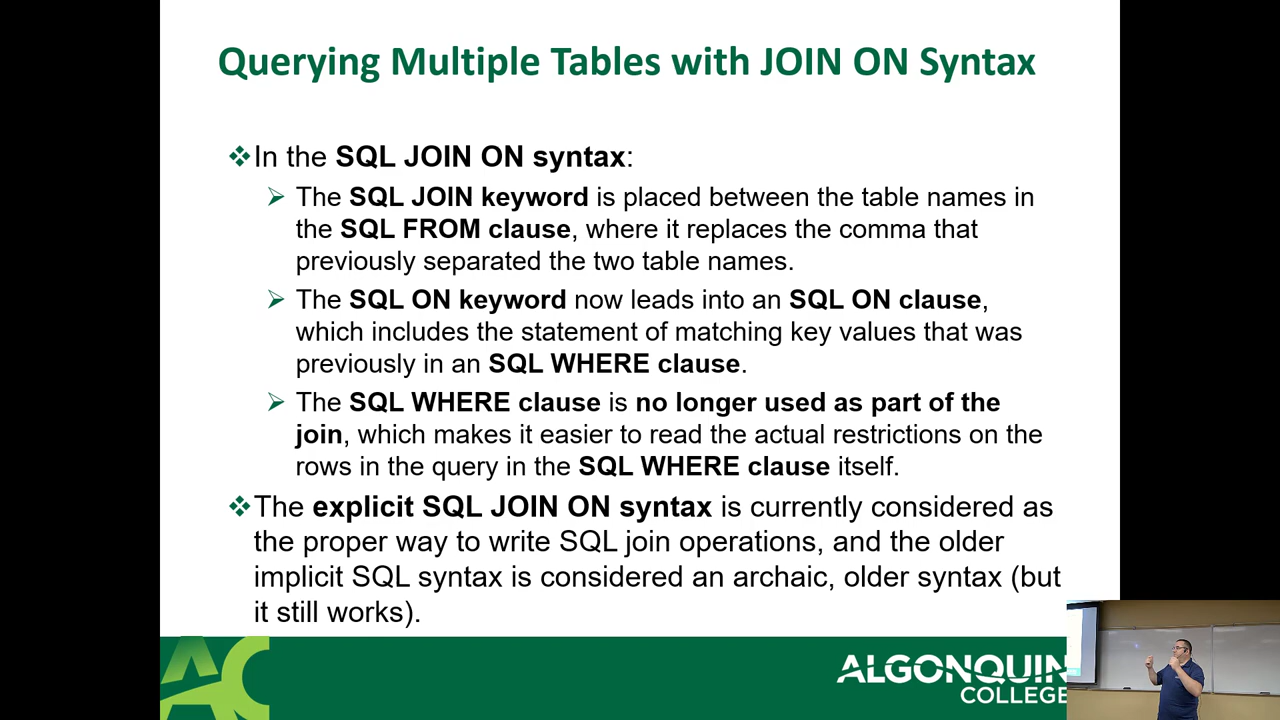 Querying Multiple Tables with JOIN ON Syntax
In the SQL JOIN ON syntax:
The SQL JOIN keyword is placed between the table names in
the SQL FROM clause, where it replaces the comma that
previously separated the two table names.
The SQL ON keyword now leads into an SQL ON clause,
which includes the statement of matching key values that was
previously in an SQL WHERE clause.
The SQL WHERE clause is no longer used as part of the
join, which makes it easier to read the actual restrictions on the
rows in the query in the SQL WHERE clause itself.
The explicit SQL JOIN ON syntax is currently considered as
the proper way to write SQL join operations, and the older
implicit SQL syntax is considered an archaic, older syntax (but
it still works).
AC
ALGONQUIN
COLLEGE